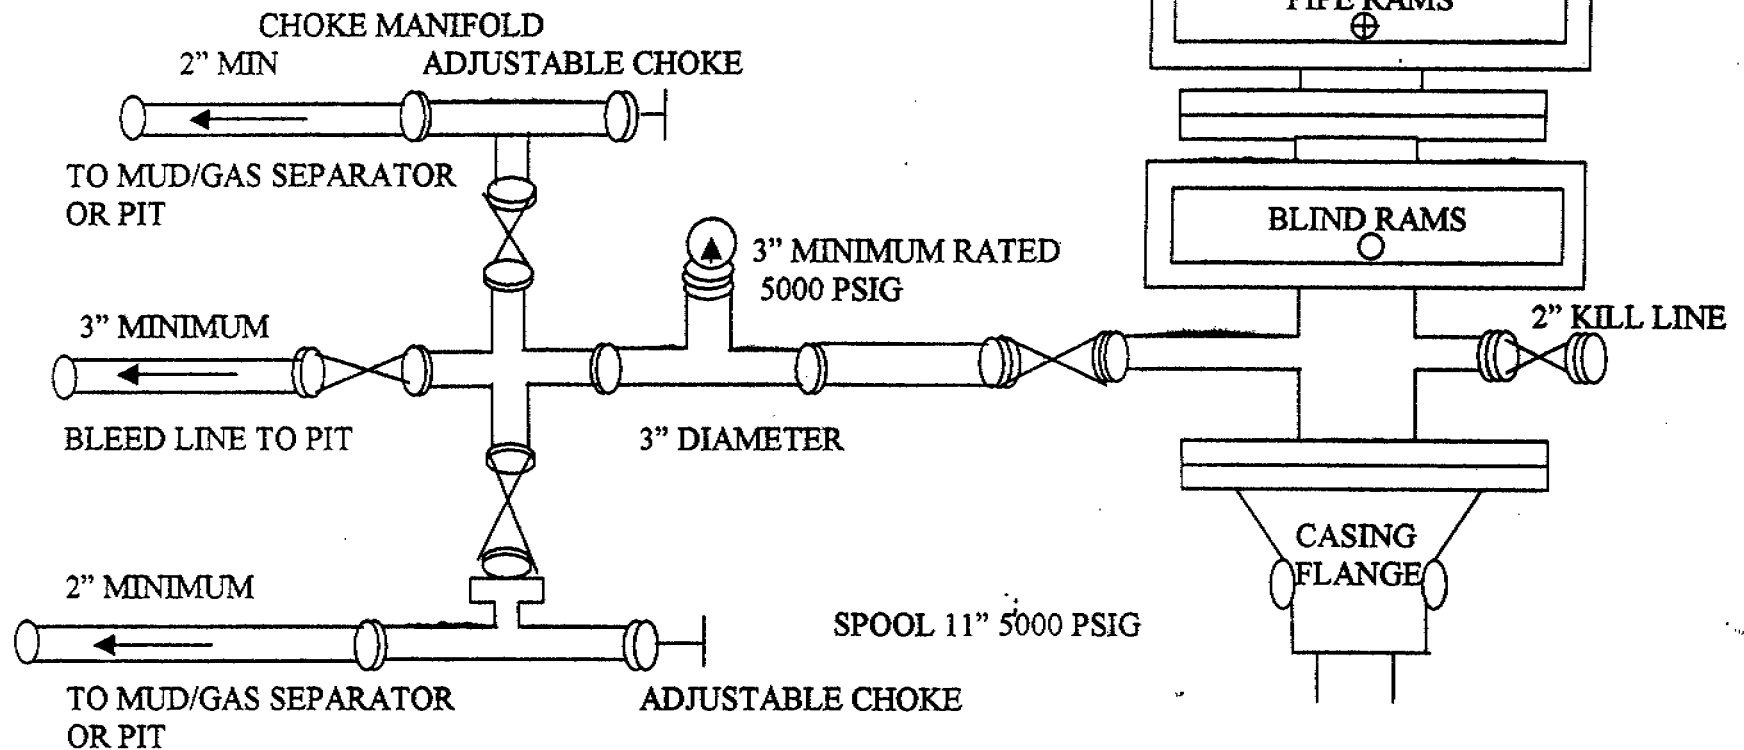 PIPE RAMS
CHOKE MANIFOLD
2” MIN
ADJUSTABLE CHOKE
TO MUD/GAS SEPARATOR
OR PIT
BLIND RAMS
3” MINIMUM RATED
5000 PSIG
3” MINIMUM
2” KILL LINE
BLEED LINE TO PIT
3” DIAMETER
CASING
FLANGE
2” MINIMUM
SPOOL 11” 5000 PSIG
TO MUD/GAS SEPARATOR
OR PIT
ADJUSTABLE CHOKE